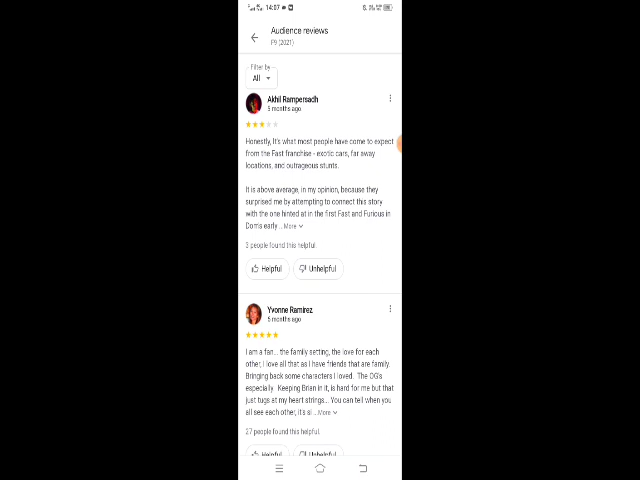 14:07
Audience reviews
F9 (2021)
Filter by
All
Akhil Rampersadh
5 months ago
Honestly, It's what most people have come to expect
from the Fast franchise - exotic cars, far away
locations, and outrageous stunts.
It is above average, in my opinion, because they
surprised me by attempting to connect this story
with the one hinted at in the first Fast and Furious in
Dom's early ... More
3 people found this helpful.
Helpful Unhelpful
Yvonne Ramirez
5 months ago
I am a fan... the family setting, the love for each
other, I love all that as I have friends that are family.
Bringing back some characters I loved. The OG's
especially. Keeping Brian in it, is hard for me but that
just tugs at my heart strings... You can tell when you
all see each other, it's si ...More
27 people found this helpful.
Helpful Unhelpful